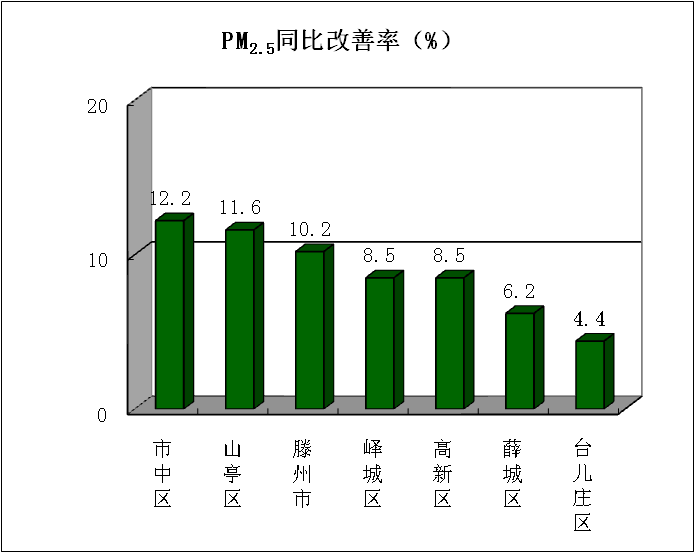 PM2.5同比改善率（%）
20
10
0
12.2
11.6
10.2
8.5
8.5
6.2
4.4
市中区
山亭区
滕州市
峄城区
高新区
薛城区
台儿庄区